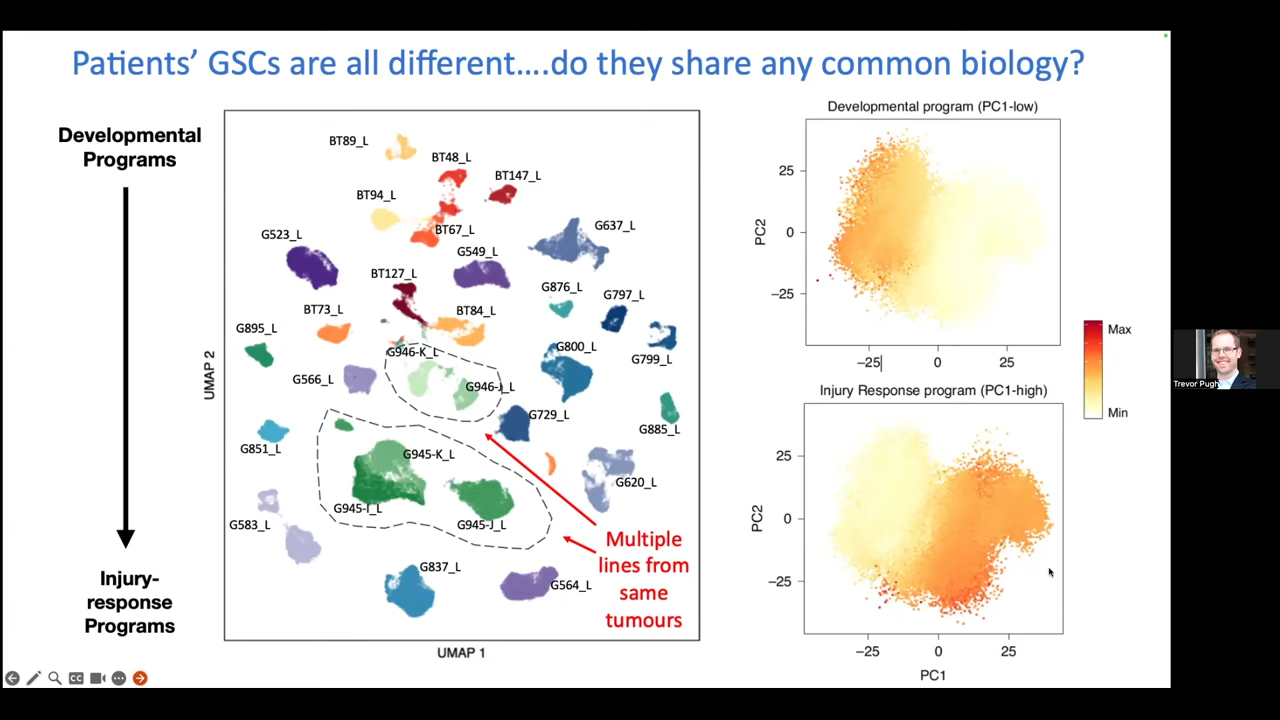 Patients’ GSCs are all different....do they share any common biology?
Developmental
Programs
Injury-
response
Programs
UMAP 2
BT89_L
BT48_L
BT147_L
BT94_L
BT67_L
G637_L
G523_L
G549_L
BT127_L
G876_L
G797_L
BT73_L
BT84_L
G895_L
G946-K_L
G800_L
G799_L
G566_L
G946-J_L
G729_L
G885_L
G851_L
G945-K_L
G620_L
G945-I_L
G945-J_L
G583_L
G837_L
G564_L
UMAP 1
Multiple
lines from
same
tumours
Developmental program (PC1-low)
PC2
25
0
−25
−25
0
25
Injury Response program (PC1-high)
PC2
25
0
−25
−25
0
25
PC1
Max
Min
Trevor Pugh
CC